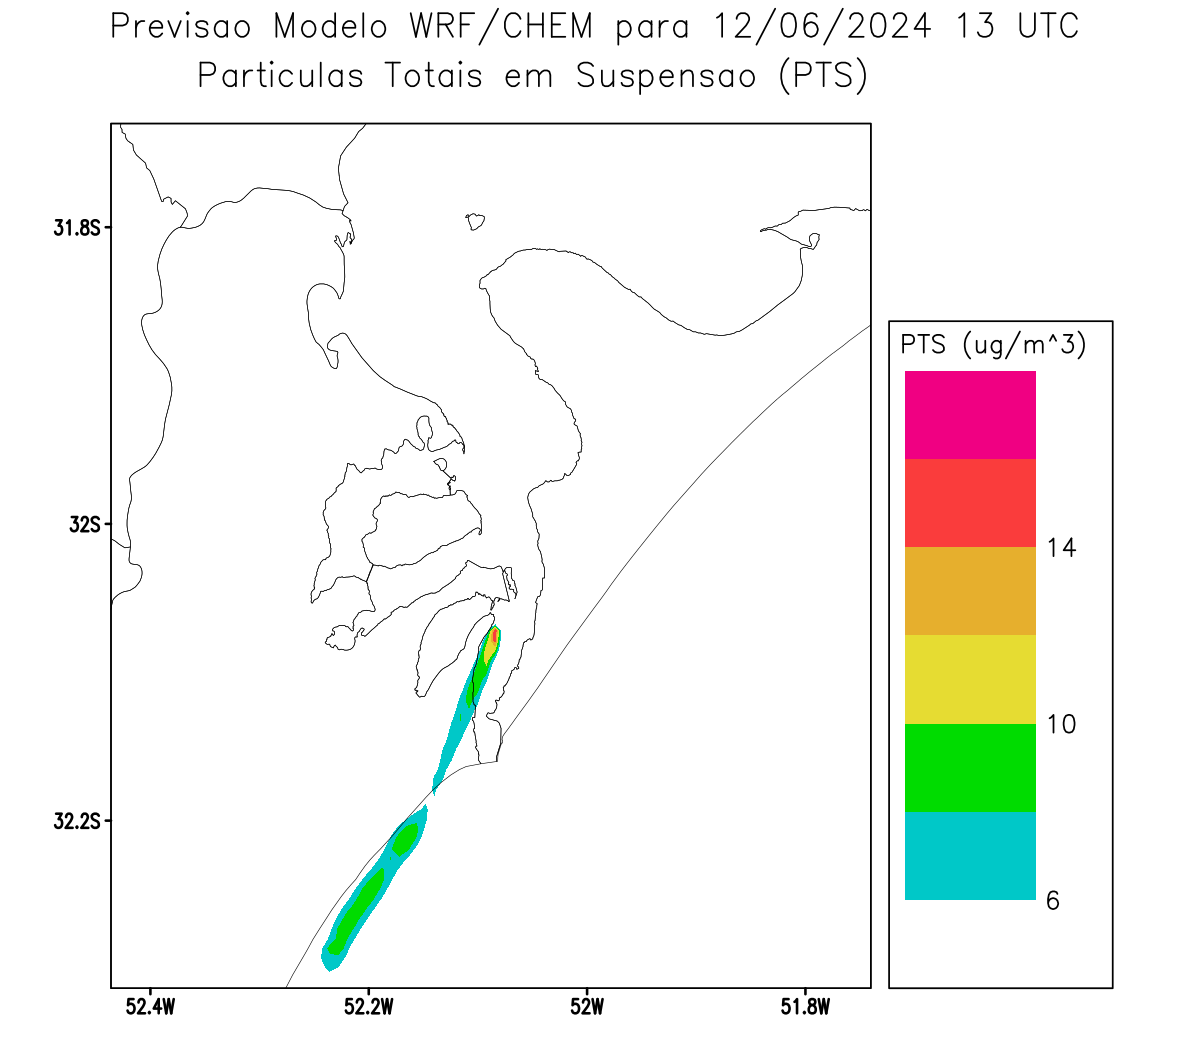 Previsao Modelo WRF/CHEM para 12/06/2024 13 UTC
Particulas Totais em Suspensao (PTS)
31.8S
32S
32.2S
52.4W
52.2W
52W
51.8W
PTS (ug/m^3)
14
10
6